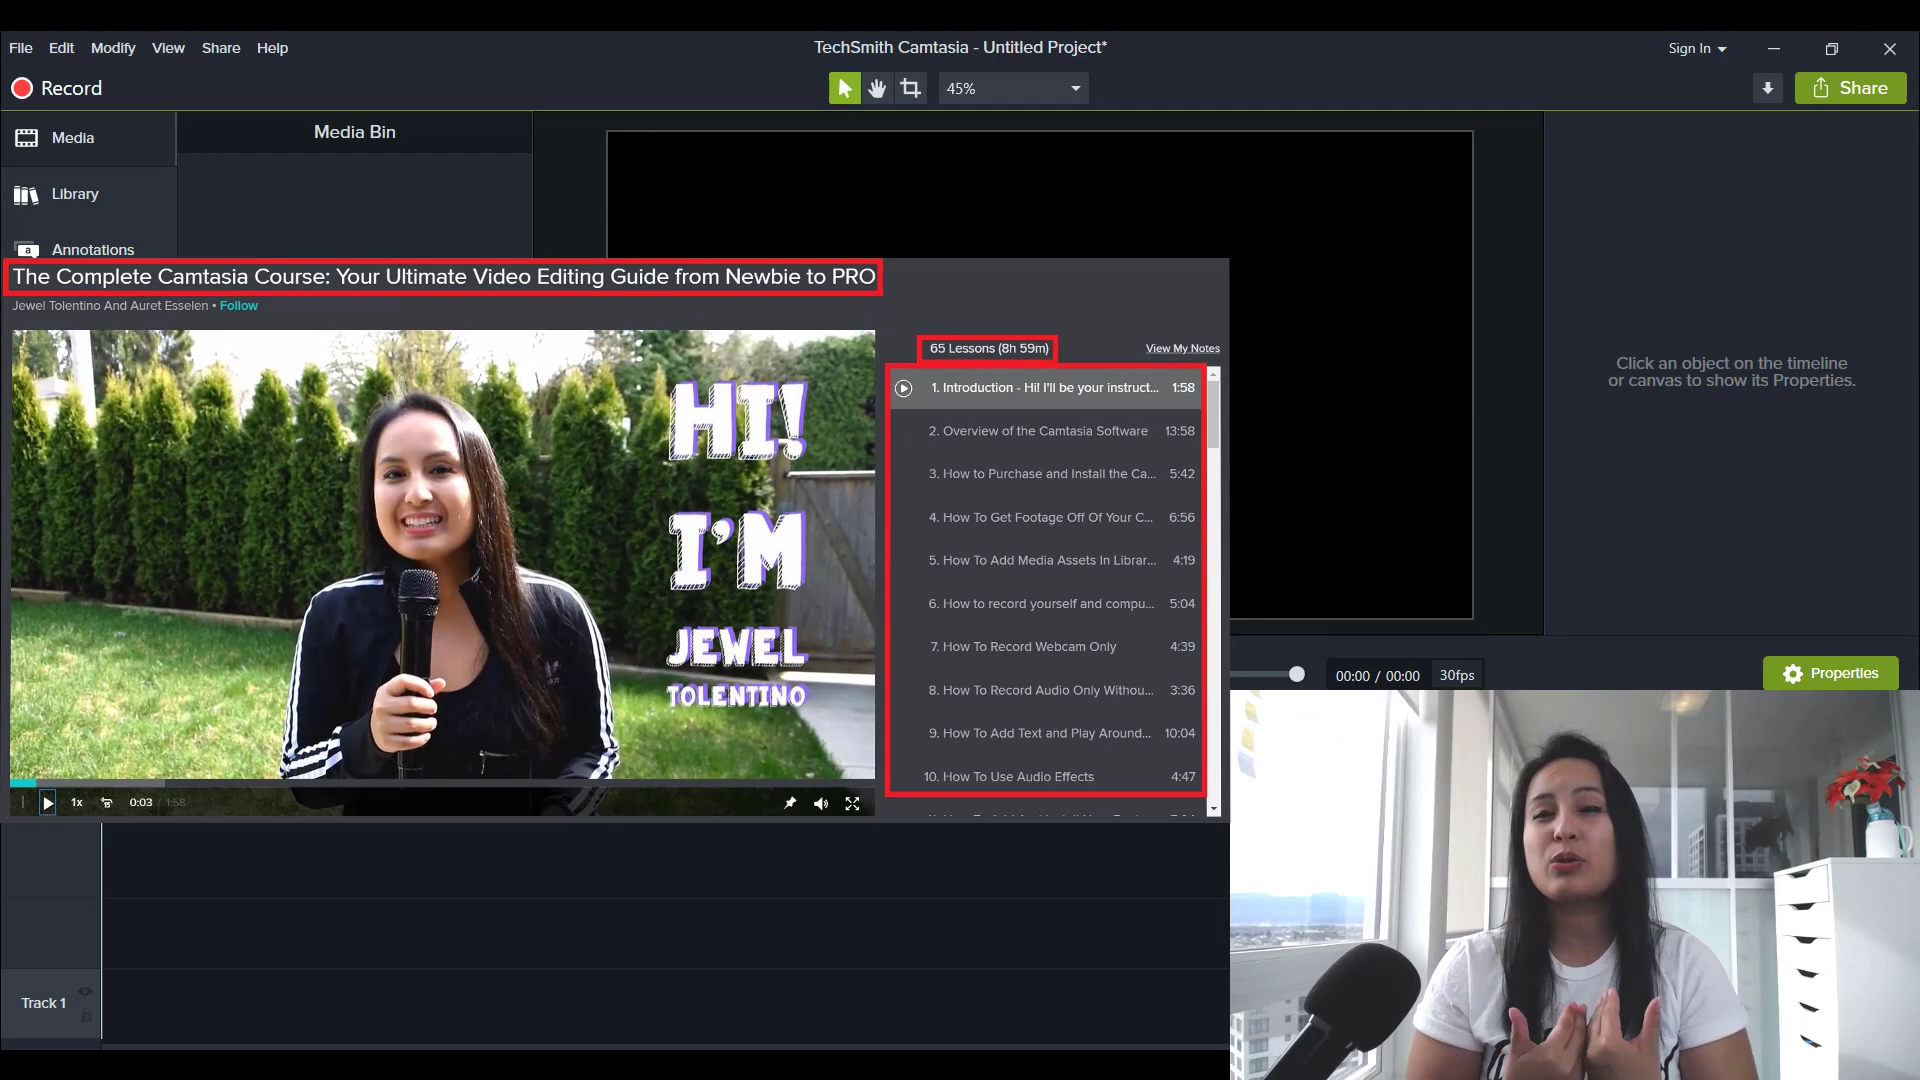 File Edit Modify View Share Help
TechSmith Camtasia - Untitled Project*
Sign In
Record
45%
Share
Media
Media Bin
Library
a
Annotations
The Complete Camtasia Course: Your Ultimate Video Editing Guide from Newbie to PRO
Jewel Tolentino And Auret Esselen • Follow
65 Lessons (8h 59m)
View My Notes
1. Introduction - Hi! I'll be your instruct... 1:58
2. Overview of the Camtasia Software 13:58
3. How to Purchase and Install the Ca... 5:42
4. How To Get Footage Off Of Your C... 6:56
5. How To Add Media Assets In Librar... 4:19
6. How to record yourself and compu... 5:04
7. How To Record Webcam Only 4:39
8. How To Record Audio Only Withou... 3:36
9. How To Add Text and Play Around... 10:04
10. How To Use Audio Effects 4:47
HI!
I'M
JEWEL
TOLENTINO
1x
15
0:03 / 1:58
Click an object on the timeline
or canvas to show its Properties.
00:00 / 00:00
30fps
Properties
Track 1